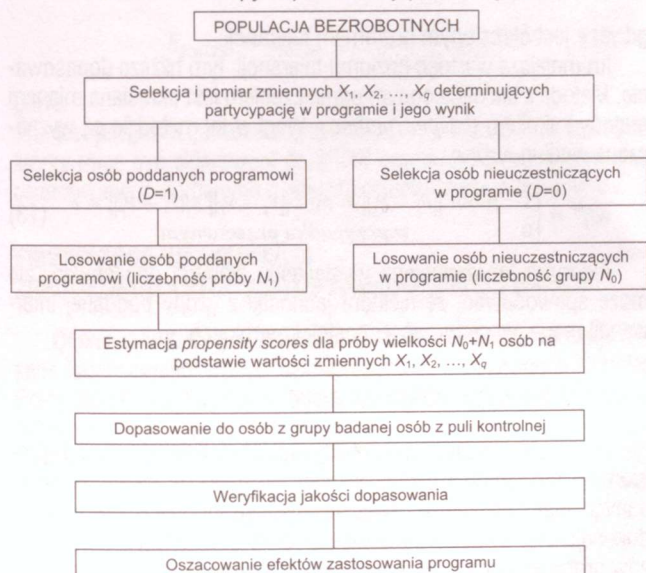 POPULACJA BEZROBOTNYCH
Selekcja i pomiar zmiennych X₁, X₂, ..., Xq determinujących
partycypację w programie i jego wynik
Selekcja osób poddanych programowi
(D=1)
Selekcja osób nieuczestniczących
w programie (D=0)
Losowanie osób poddanych
programowi (liczebność próby N₁)
Losowanie osób nieuczestniczących
w programie (liczebność grupy N₀)
Estymacja propensity scores dla próby wielkości N₀+N₁ osób na
podstawie wartości zmiennych X₁, X₂, ..., Xq
Dopasowanie do osób z grupy badanej osób z puli kontrolnej
Weryfikacja jakości dopasowania
Oszacowanie efektów zastosowania programu